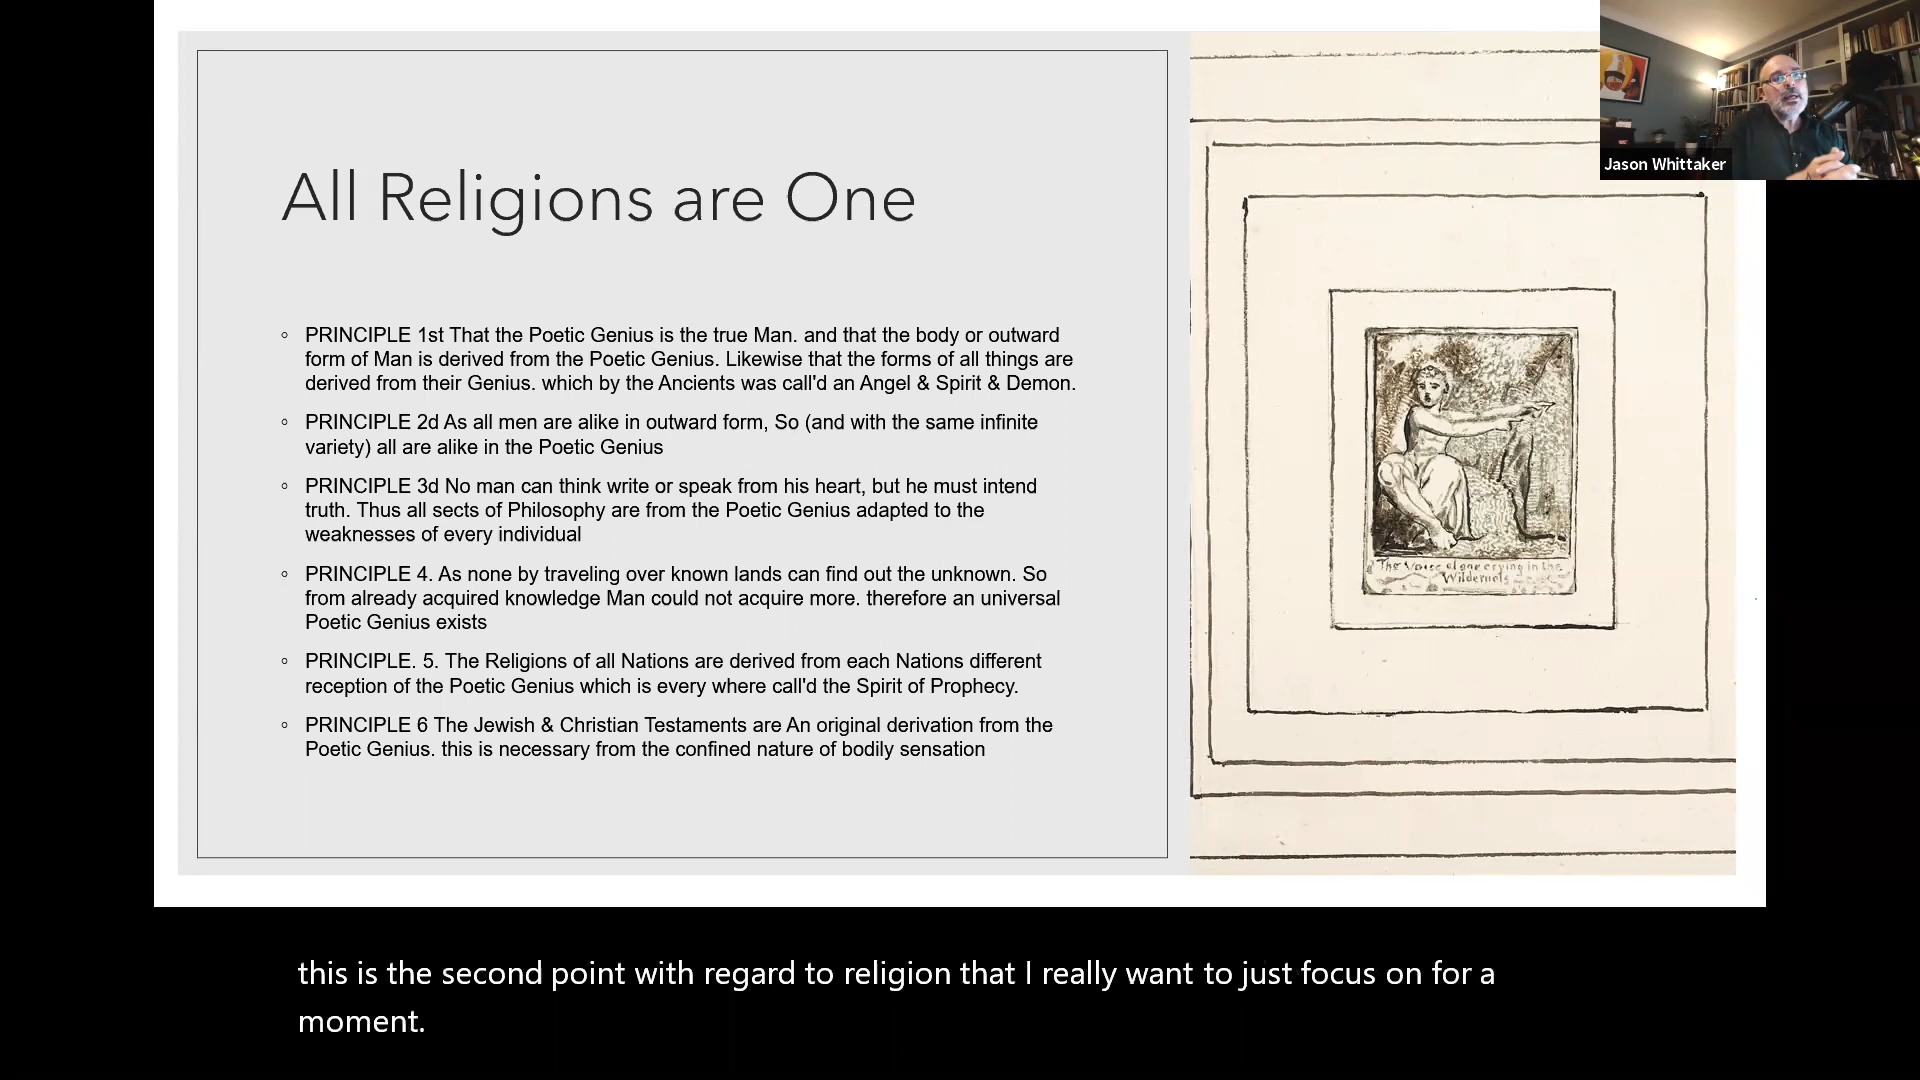 Jason Whittaker
All Religions are One
PRINCIPLE 1st That the Poetic Genius is the true Man. and that the body or outward
form of Man is derived from the Poetic Genius. Likewise that the forms of all things are
derived from their Genius. which by the Ancients was call'd an Angel & Spirit & Demon.
PRINCIPLE 2d As all men are alike in outward form, So (and with the same infinite
variety) all are alike in the Poetic Genius
PRINCIPLE 3d No man can think write or speak from his heart, but he must intend
truth. Thus all sects of Philosophy are from the Poetic Genius adapted to the
weaknesses of every individual
PRINCIPLE 4. As none by traveling over known lands can find out the unknown. So
from already acquired knowledge Man could not acquire more. therefore an universal
Poetic Genius exists
PRINCIPLE. 5. The Religions of all Nations are derived from each Nations different
reception of the Poetic Genius which is every where call'd the Spirit of Prophecy.
PRINCIPLE 6 The Jewish & Christian Testaments are An original derivation from the
Poetic Genius. this is necessary from the confined nature of bodily sensation
The Voice of one crying in the
Wilderness
this is the second point with regard to religion that I really want to just focus on for a
moment.